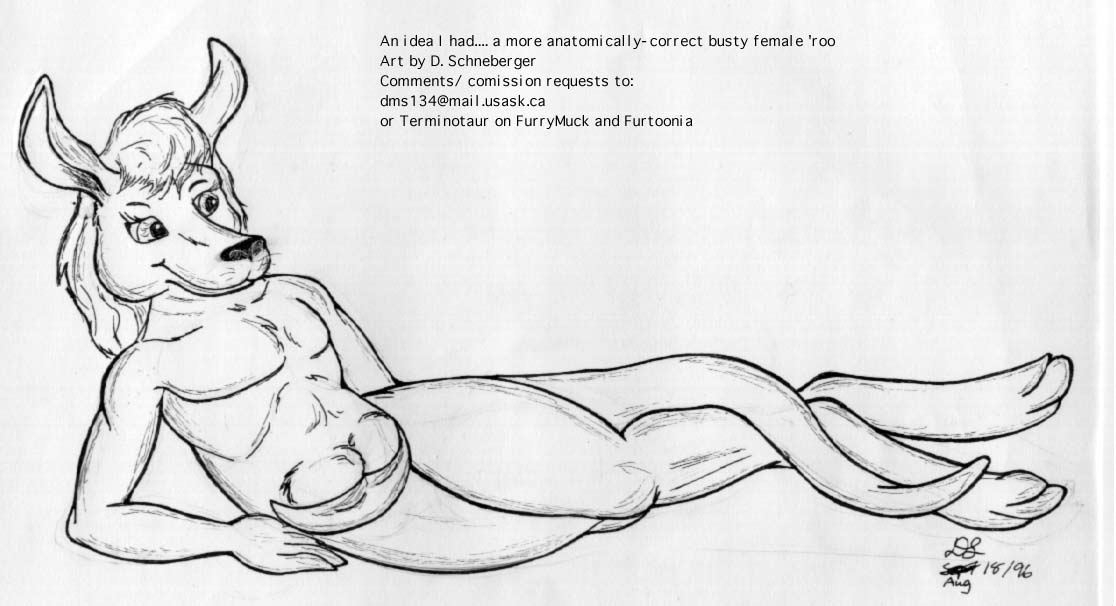 An idea I had.... a more anatomically-correct busty female 'roo
Art by D. Schneberger
Comments/ comission requests to:
dms134@mail.usask.ca
or Terminotaur on FurryMuck and Furtoonia
DS
Sept 18/96
Aug